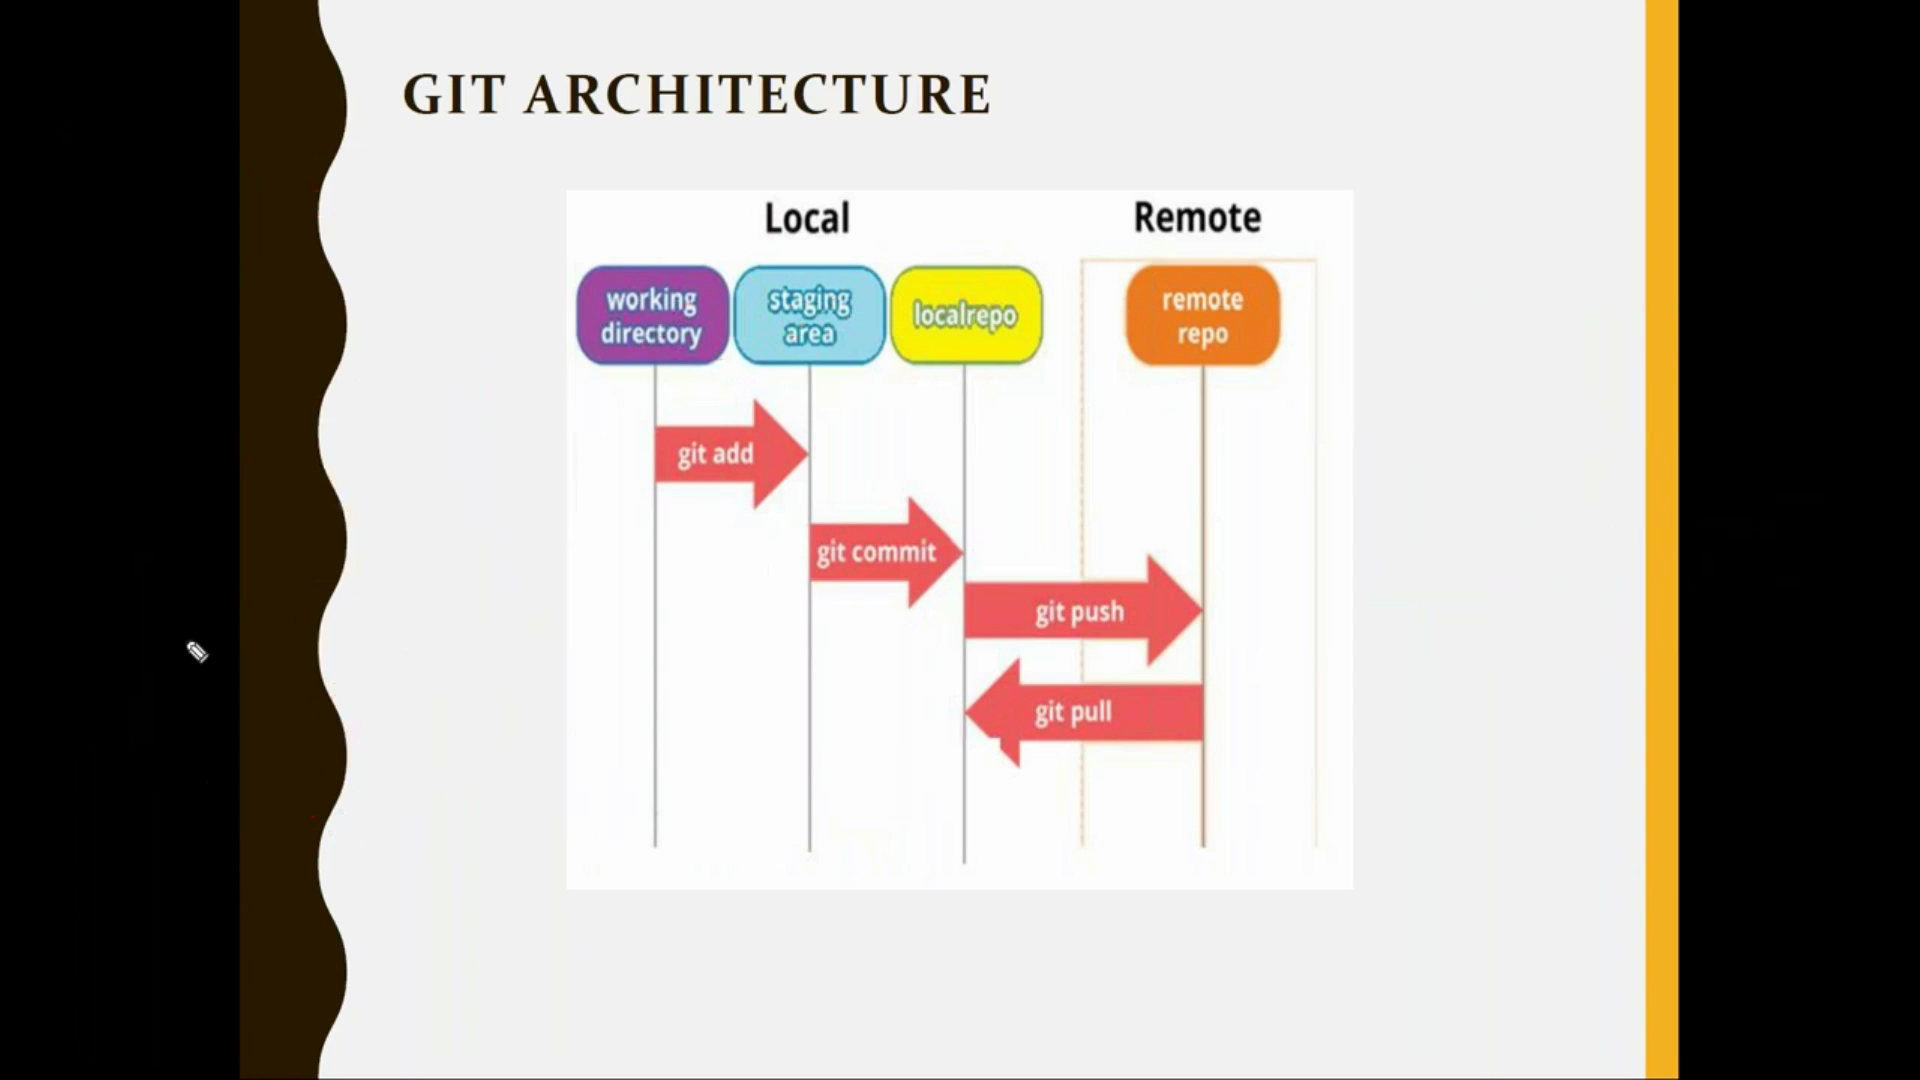 GIT ARCHITECTURE
Local
Remote
working
directory
staging
area
localrepo
remote
repo
git add
git commit
git push
git pull